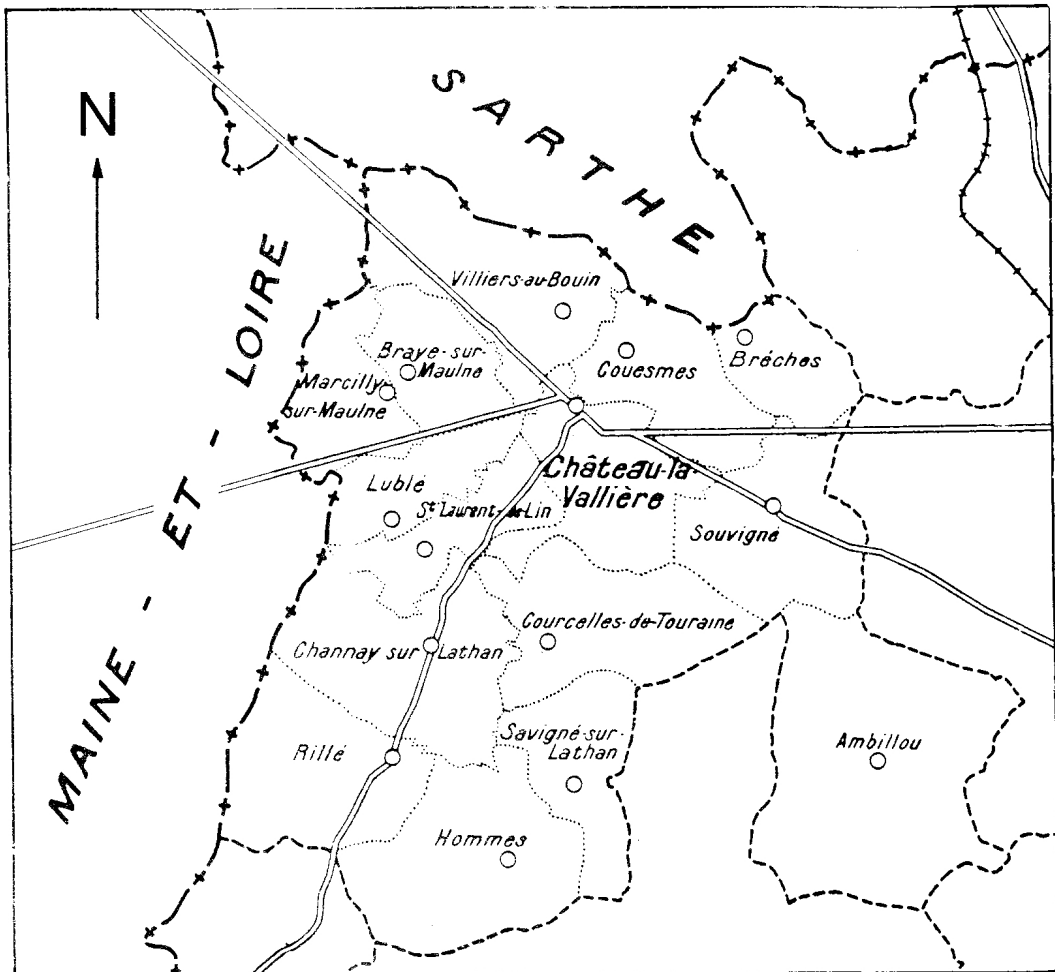 N
SARTHE
MAINE - ET - LOIRE
Villiers-au-Bouin
Braye-sur-
Maulne
Marcilly-
sur-Maulne
Couesmes
Brêches
Château-la-
Vallière
Lublé
St Laurent-de-Lin
Souvigné
Courcelles-de-Touraine
Channay sur Lathan
Rillé
Savigné-sur-
Lathan
Ambillou
Hommes